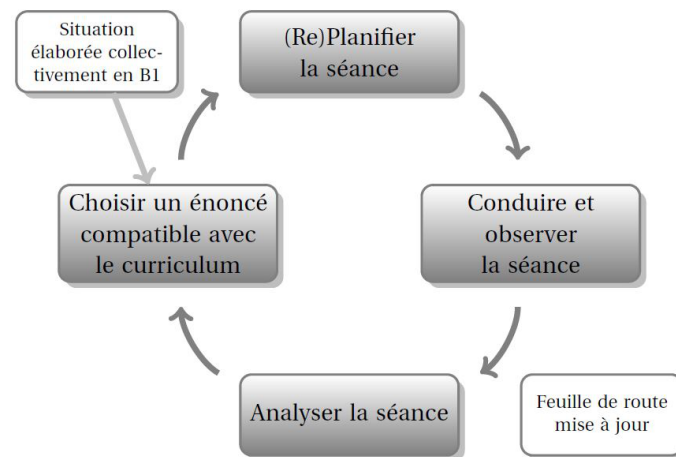 Situation
élaborée collec-
tivement en B1
(Re)Planifier
la séance
Choisir un énoncé
compatible avec
le curriculum
Conduire et
observer
la séance
Analyser la séance
Feuille de route
mise à jour